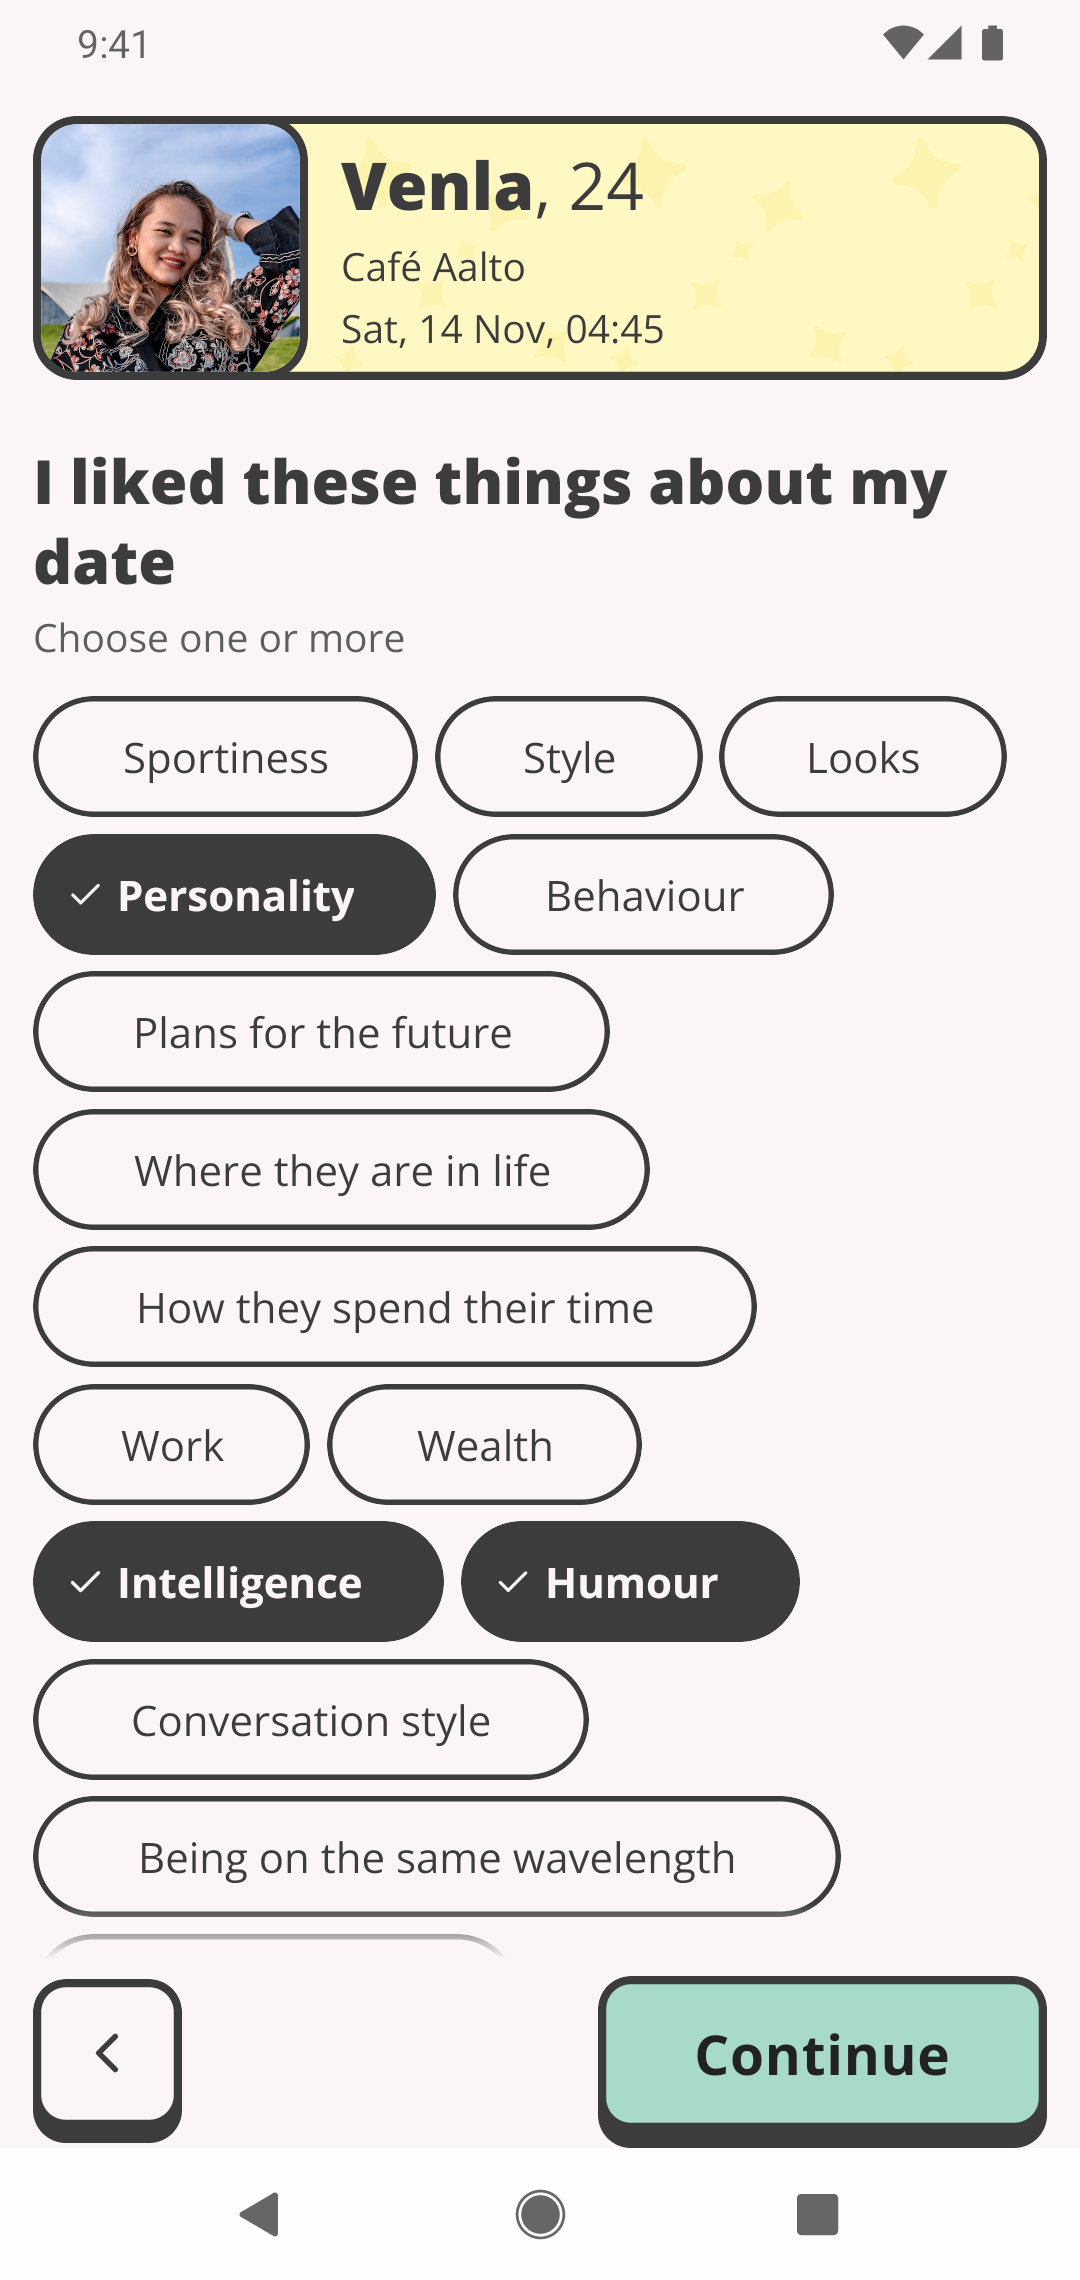 9:41
Venla, 24
Café Aalto
Sat, 14 Nov, 04:45
I liked these things about my
date
Choose one or more
Sportiness Style Looks
Personality Behaviour
Plans for the future
Where they are in life
How they spend their time
Work Wealth
Intelligence Humour
Conversation style
Being on the same wavelength
Continue